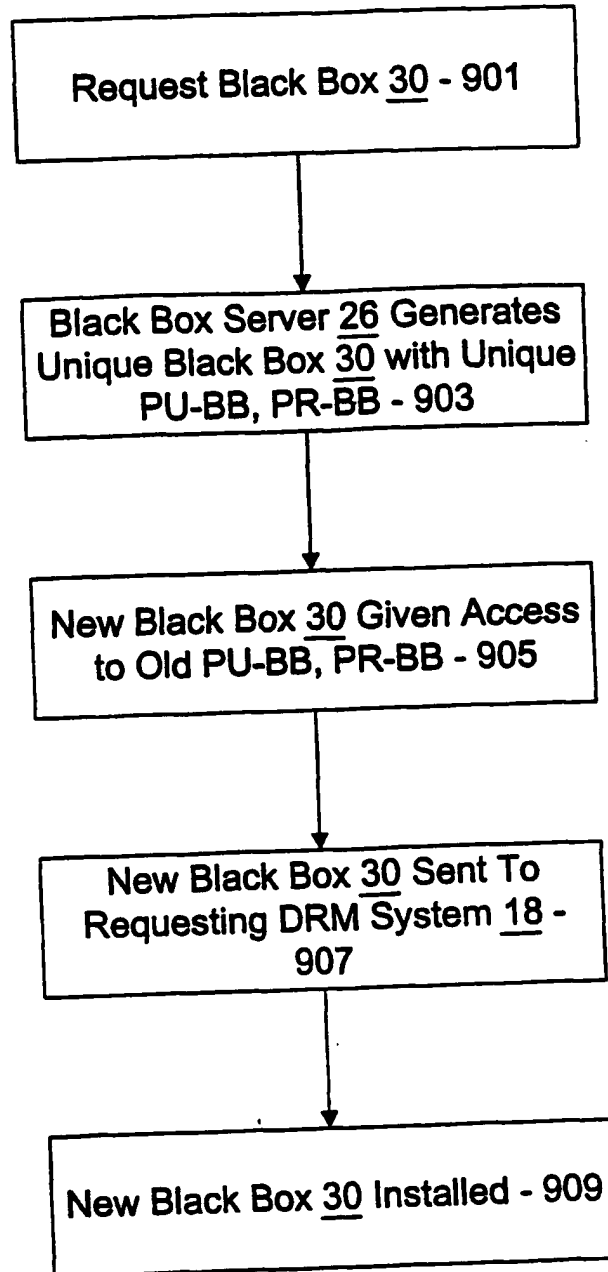 Request Black Box 30 - 901
Black Box Server 26 Generates
Unique Black Box 30 with Unique
PU-BB, PR-BB - 903
New Black Box 30 Given Access
to Old PU-BB, PR-BB - 905
New Black Box 30 Sent To
Requesting DRM System 18 -
907
New Black Box 30 Installed - 909